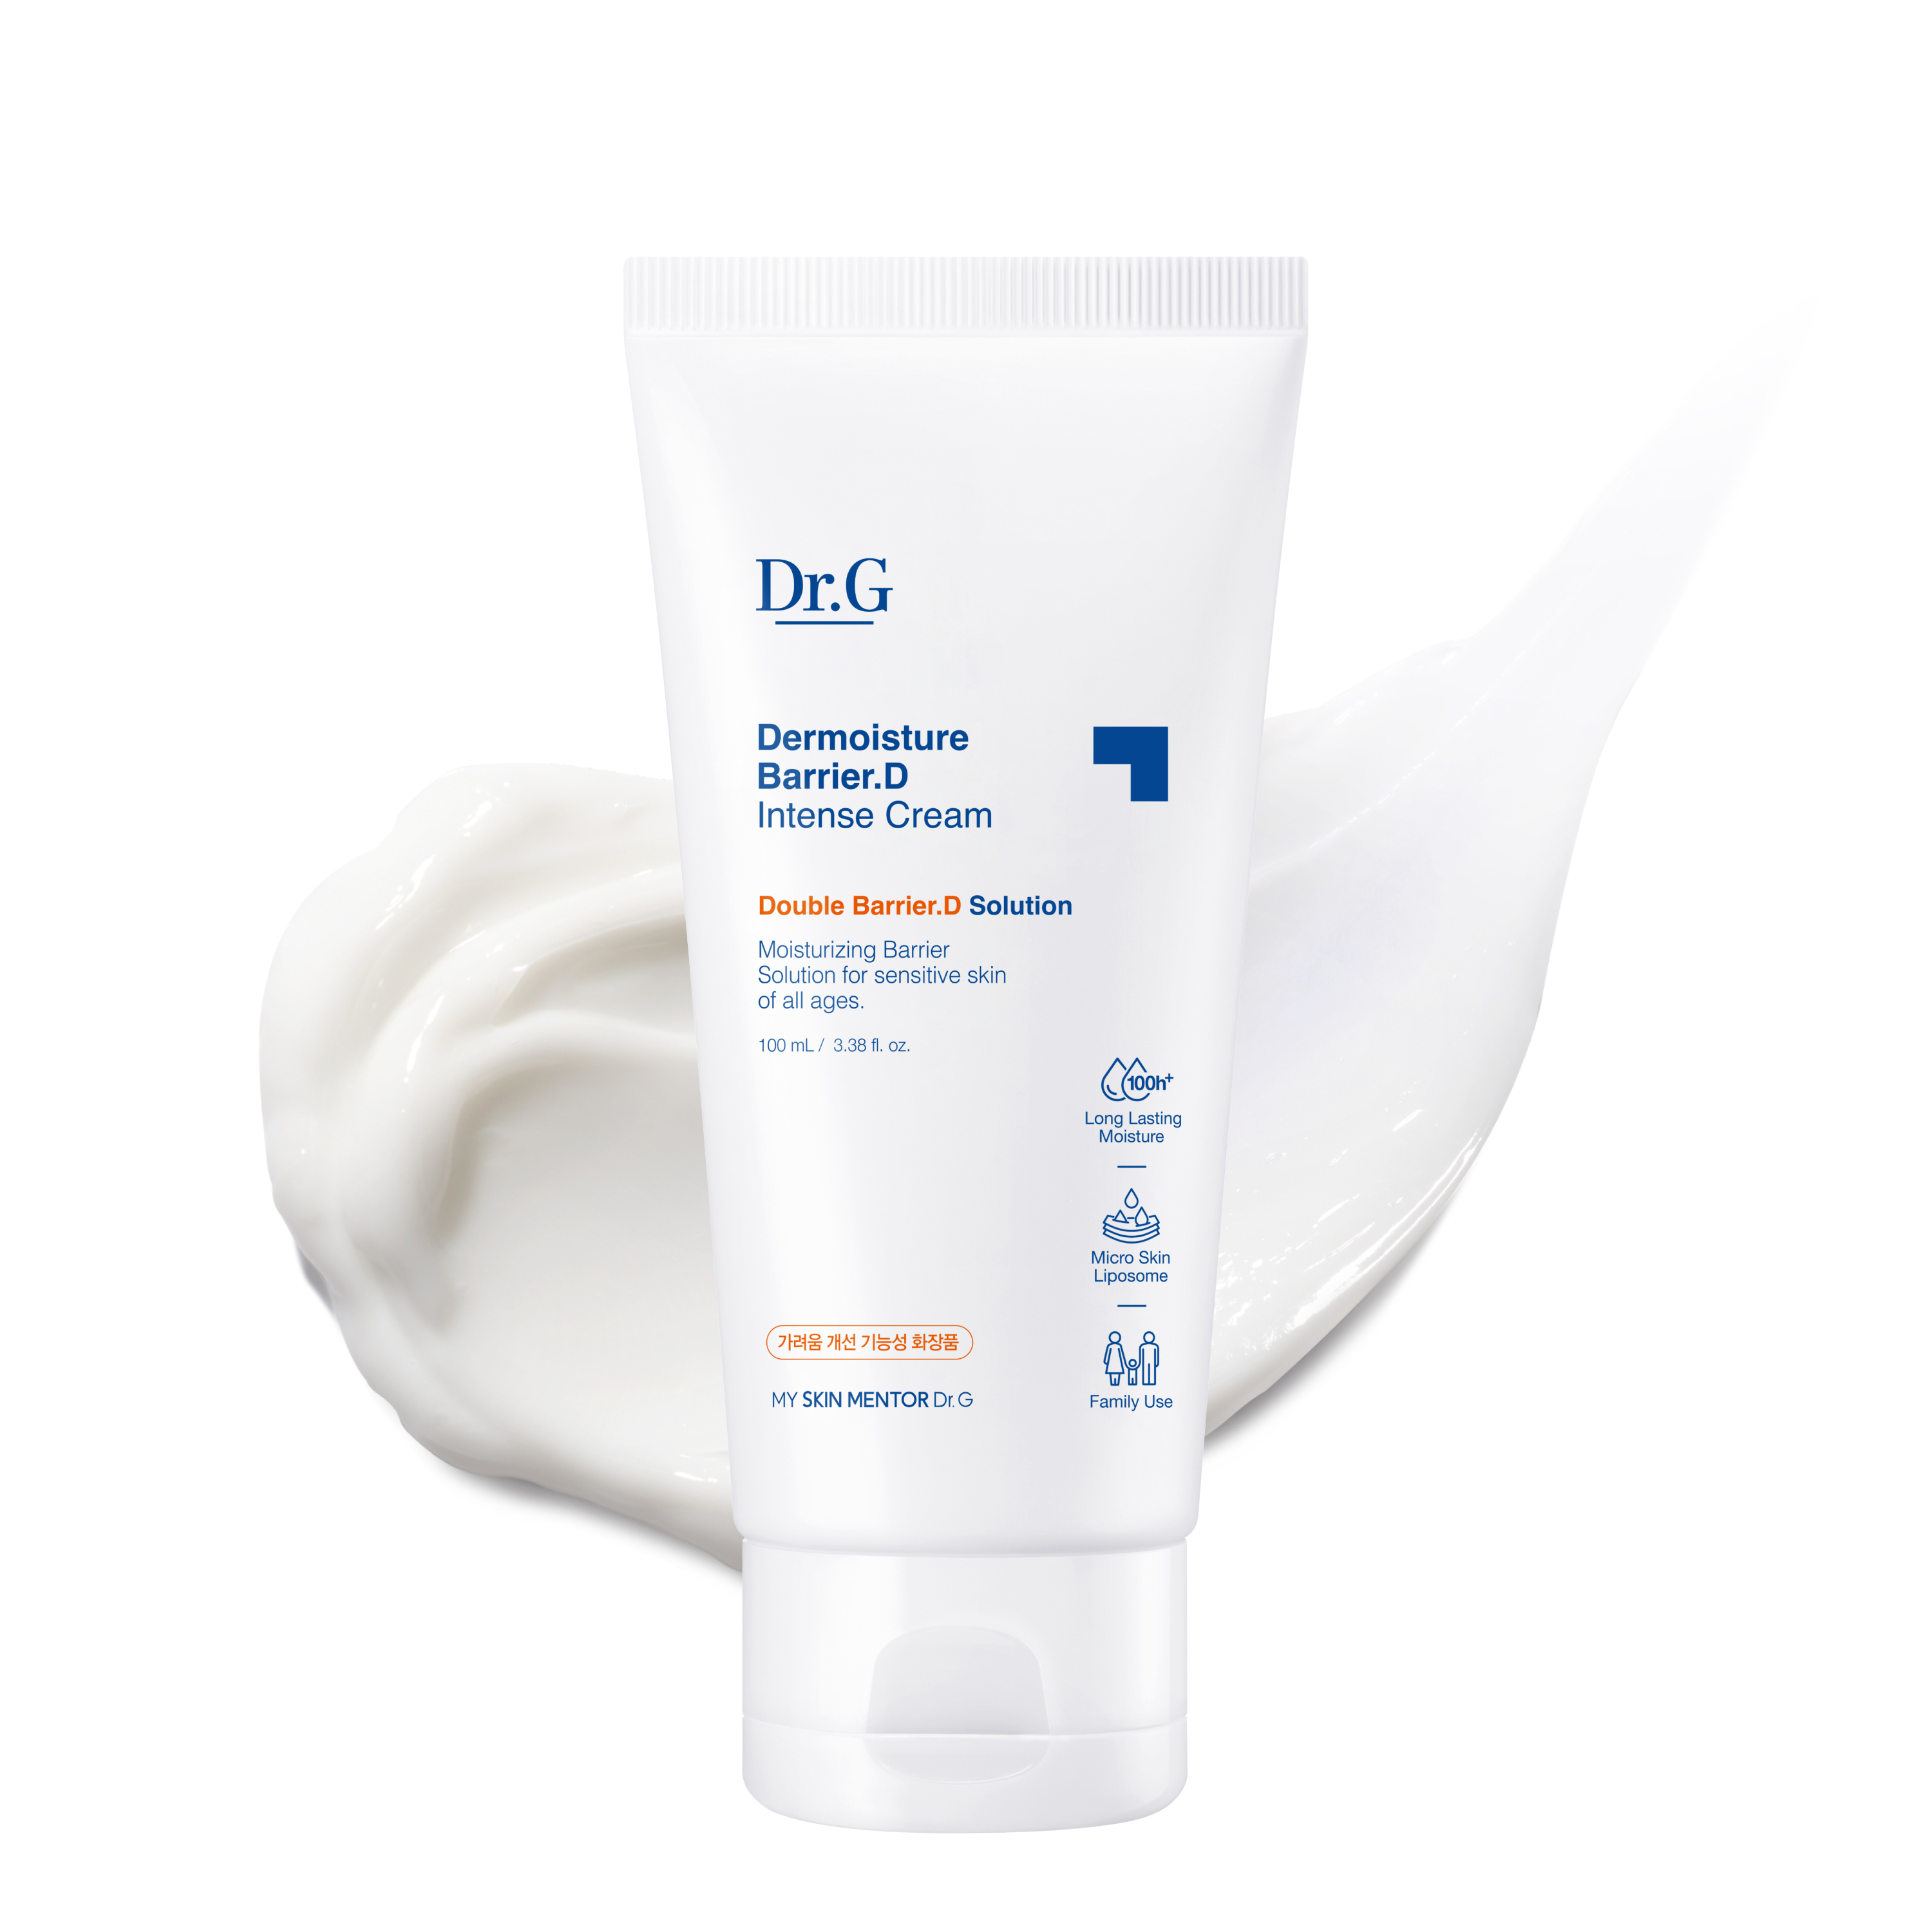 Dr.G
Dermoisture
Barrier.D
Intense Cream
Double Barrier.D Solution
Moisturizing Barrier
Solution for sensitive skin
of all ages.
100 mL / 3.38 fl. oz.
100h+
Long Lasting
Moisture
Micro Skin
Liposome
Family Use
가려움 개선 기능성 화장품
MY SKIN MENTOR Dr.G